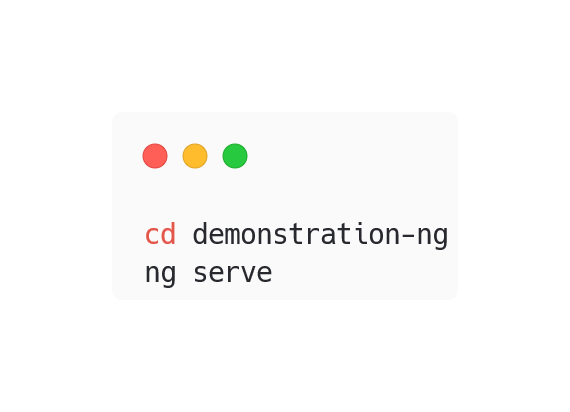 cd demonstration-ng
ng serve